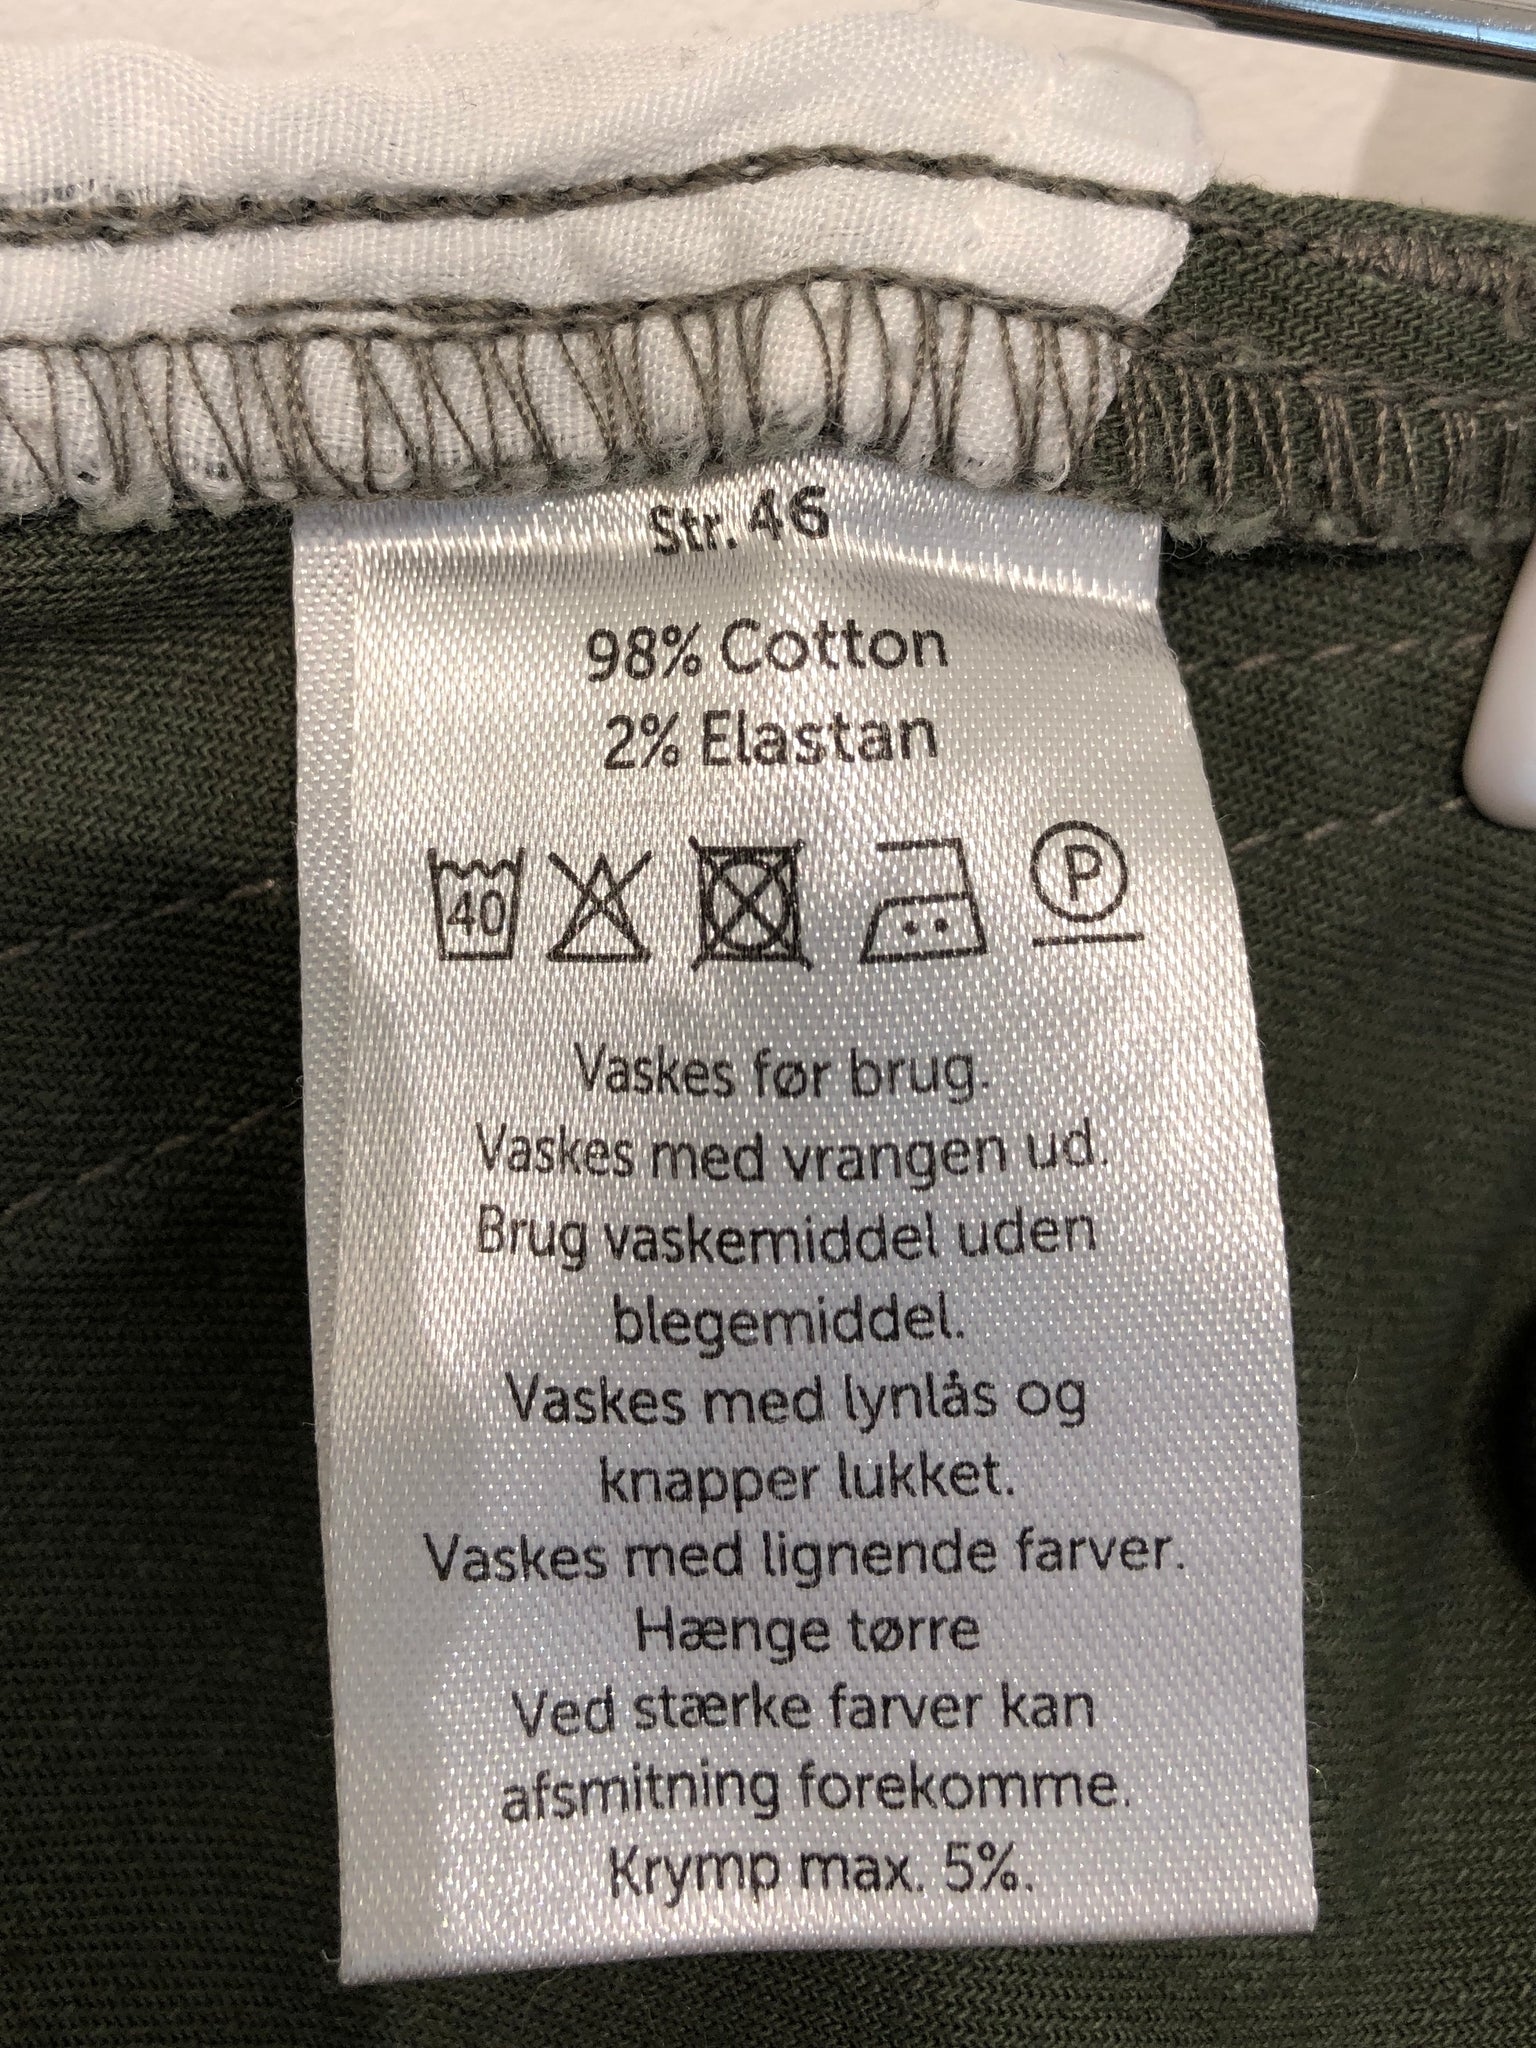 Str. 46
98% Cotton
2% Elastan
40 P
Vaskes før brug.
Vaskes med vrangen ud.
Brug vaskemiddel uden
blegemiddel.
Vaskes med lynlås og
knapper lukket.
Vaskes med lignende farver.
Hænge tørre
Ved stærke farver kan
afsmitning forekomme.
Krymp max. 5%.